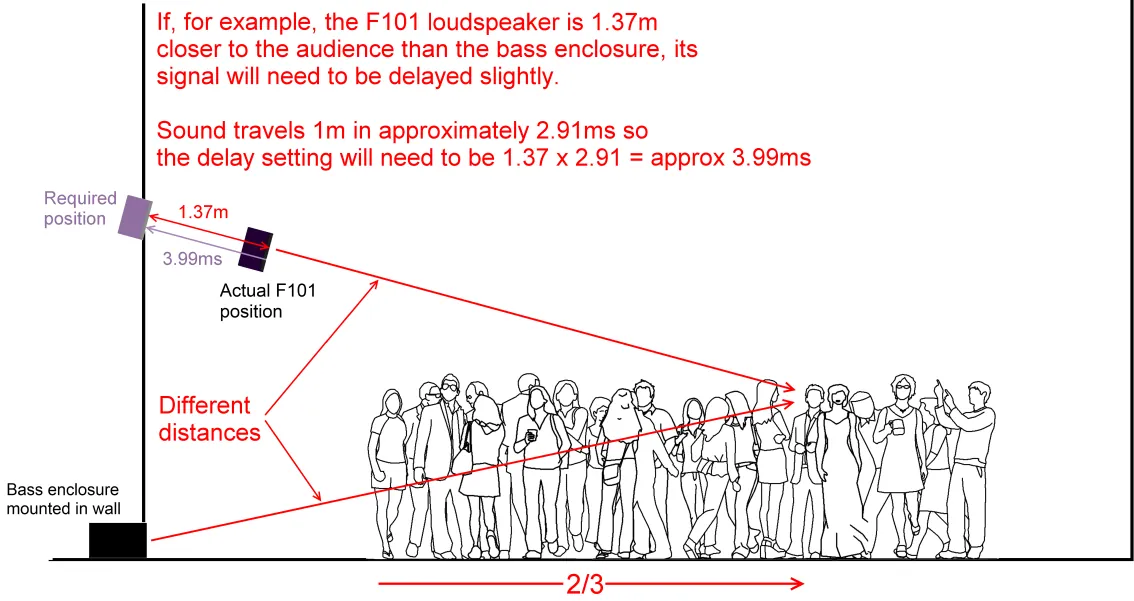 If, for example, the F101 loudspeaker is 1.37m
closer to the audience than the bass enclosure, its
signal will need to be delayed slightly.
Sound travels 1m in approximately 2.91ms so
the delay setting will need to be 1.37 x 2.91 = approx 3.99ms
Required
position
1.37m
3.99ms
Actual F101
position
Different
distances
Bass enclosure
mounted in wall
2/3